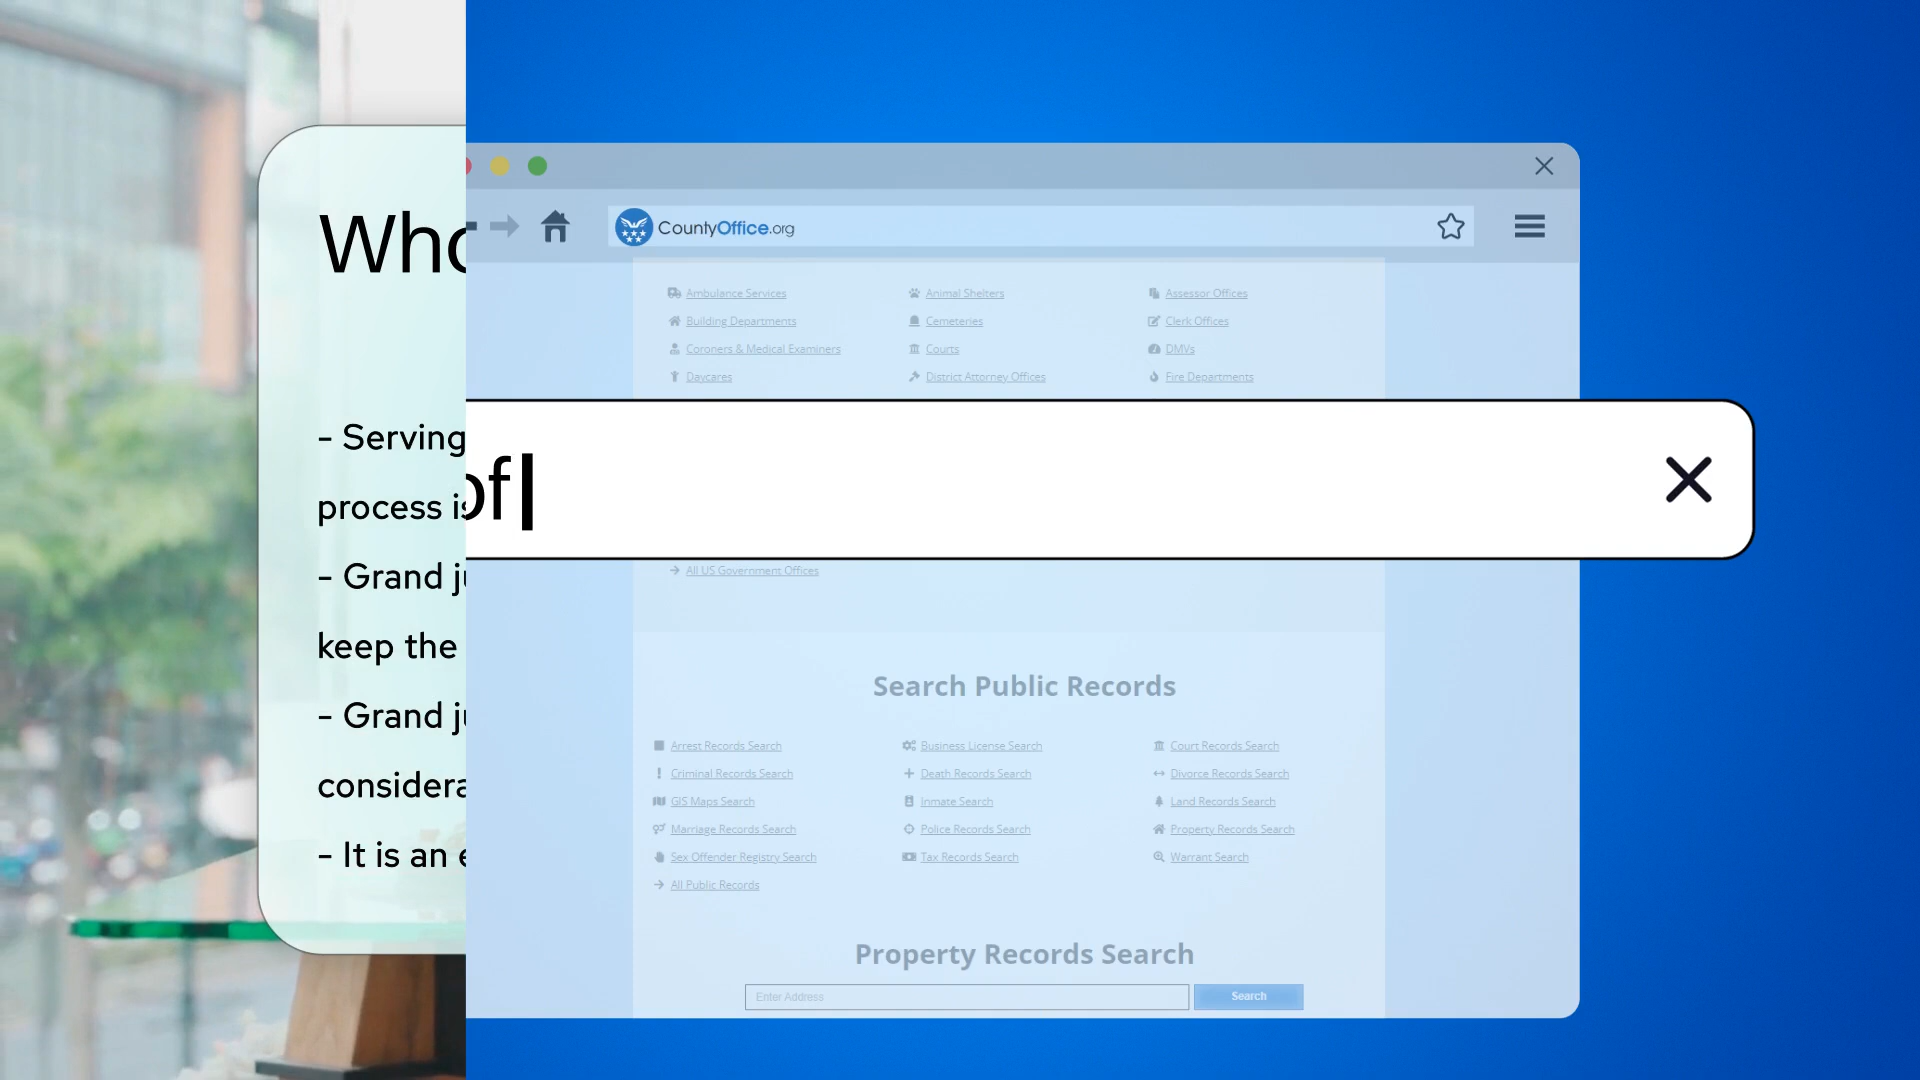 Who
- Serving
process is
- Grand ju
keep the
- Grand ju
considera
- It is an e
CountyOffice.org
Ambulance Services
Animal Shelters
Assessor Offices
Building Departments
Cemeteries
Clerk Offices
Coroners & Medical Examiners
Courts
DMVs
Daycares
District Attorney Offices
Fire Departments
of
All US Government Offices
Search Public Records
Arrest Records Search
Business License Search
Court Records Search
Criminal Records Search
Death Records Search
Divorce Records Search
GIS Maps Search
Inmate Search
Land Records Search
Marriage Records Search
Police Records Search
Property Records Search
Sex Offender Registry Search
Tax Records Search
Warrant Search
All Public Records
Property Records Search
Enter Address
Search